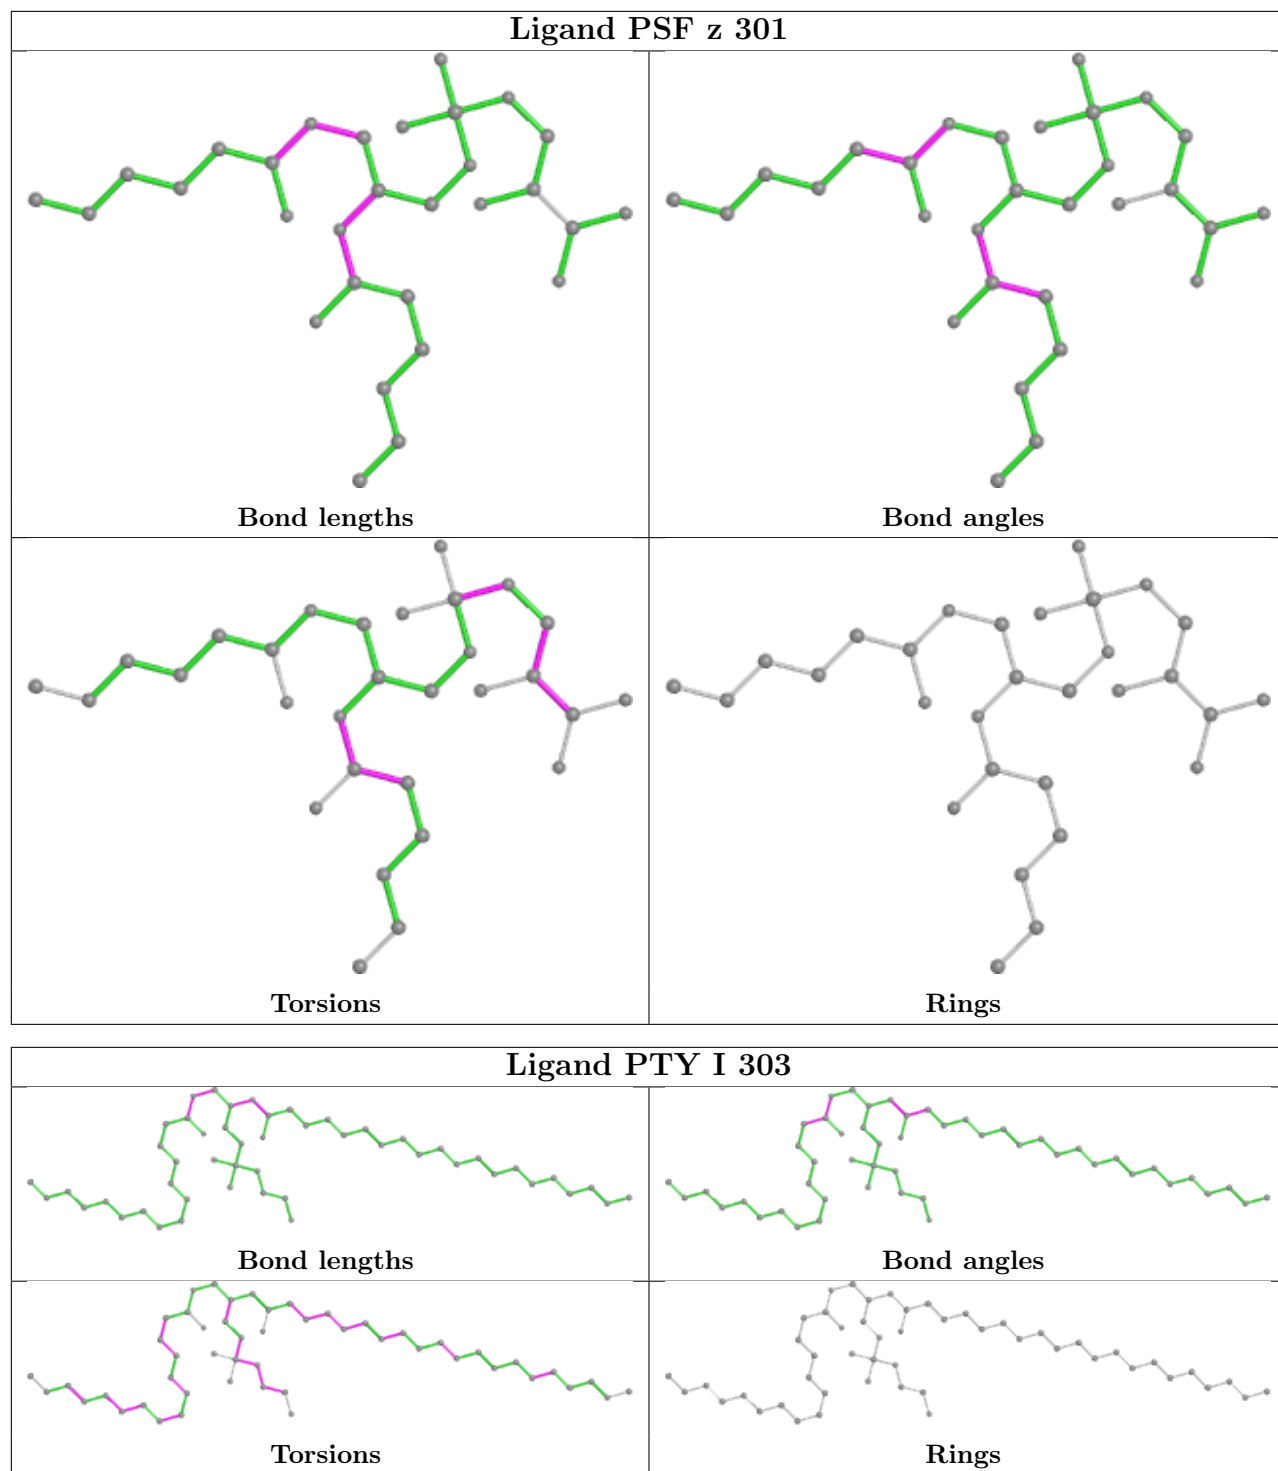 Ligand PSF z 301
Bond lengths
Bond angles
Torsions
Rings
Ligand PTY I 303
Bond lengths
Bond angles
Torsions
Rings